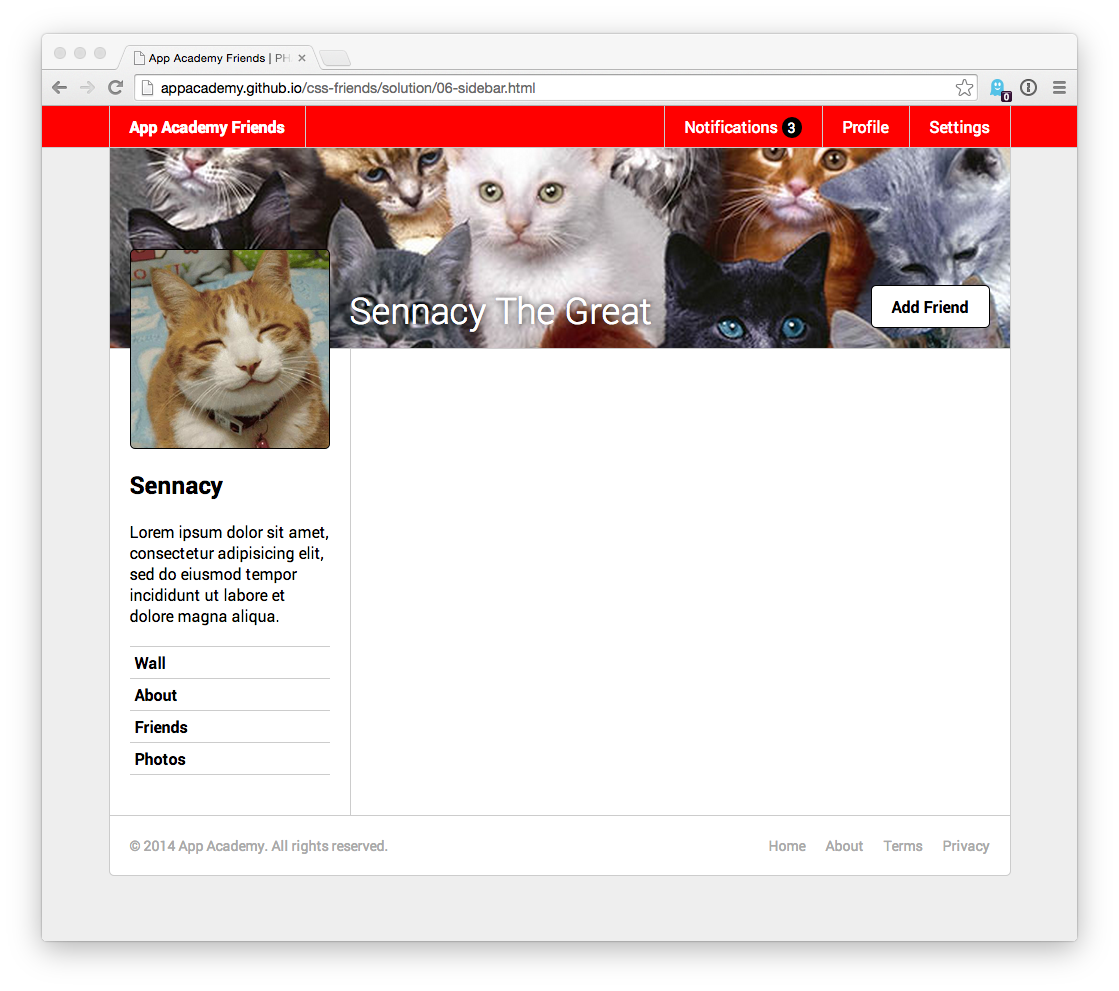 App Academy Friends | PH
appacademy.github.io/css-friends/solution/06-sidebar.html
0
App Academy Friends
Notifications 3
Profile
Settings
Sennacy The Great
Add Friend
Sennacy
Lorem ipsum dolor sit amet,
consectetur adipisicing elit,
sed do eiusmod tempor
incididunt ut labore et
dolore magna aliqua.
Wall
About
Friends
Photos
© 2014 App Academy. All rights reserved.
Home About Terms Privacy